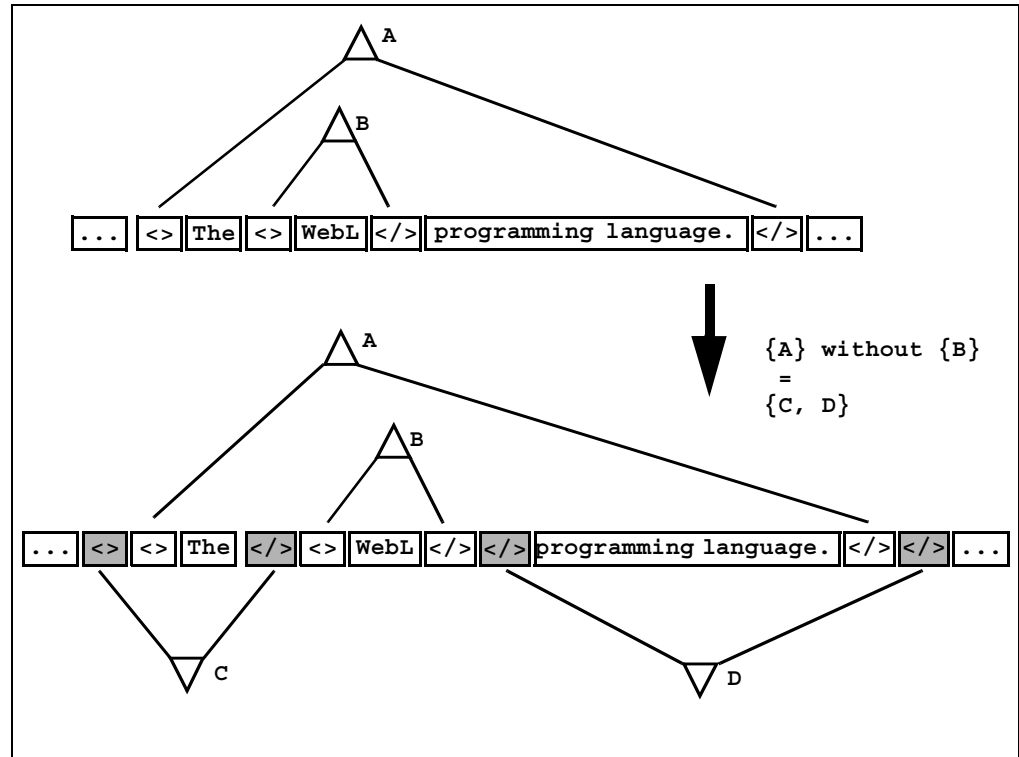 A
B
... <> The <> WebL </> programming language. </> ...
{A} without {B}
=
{C, D}
A
B
... <> <> The </> <> WebL </> </> programming language. </> </> ...
C
D